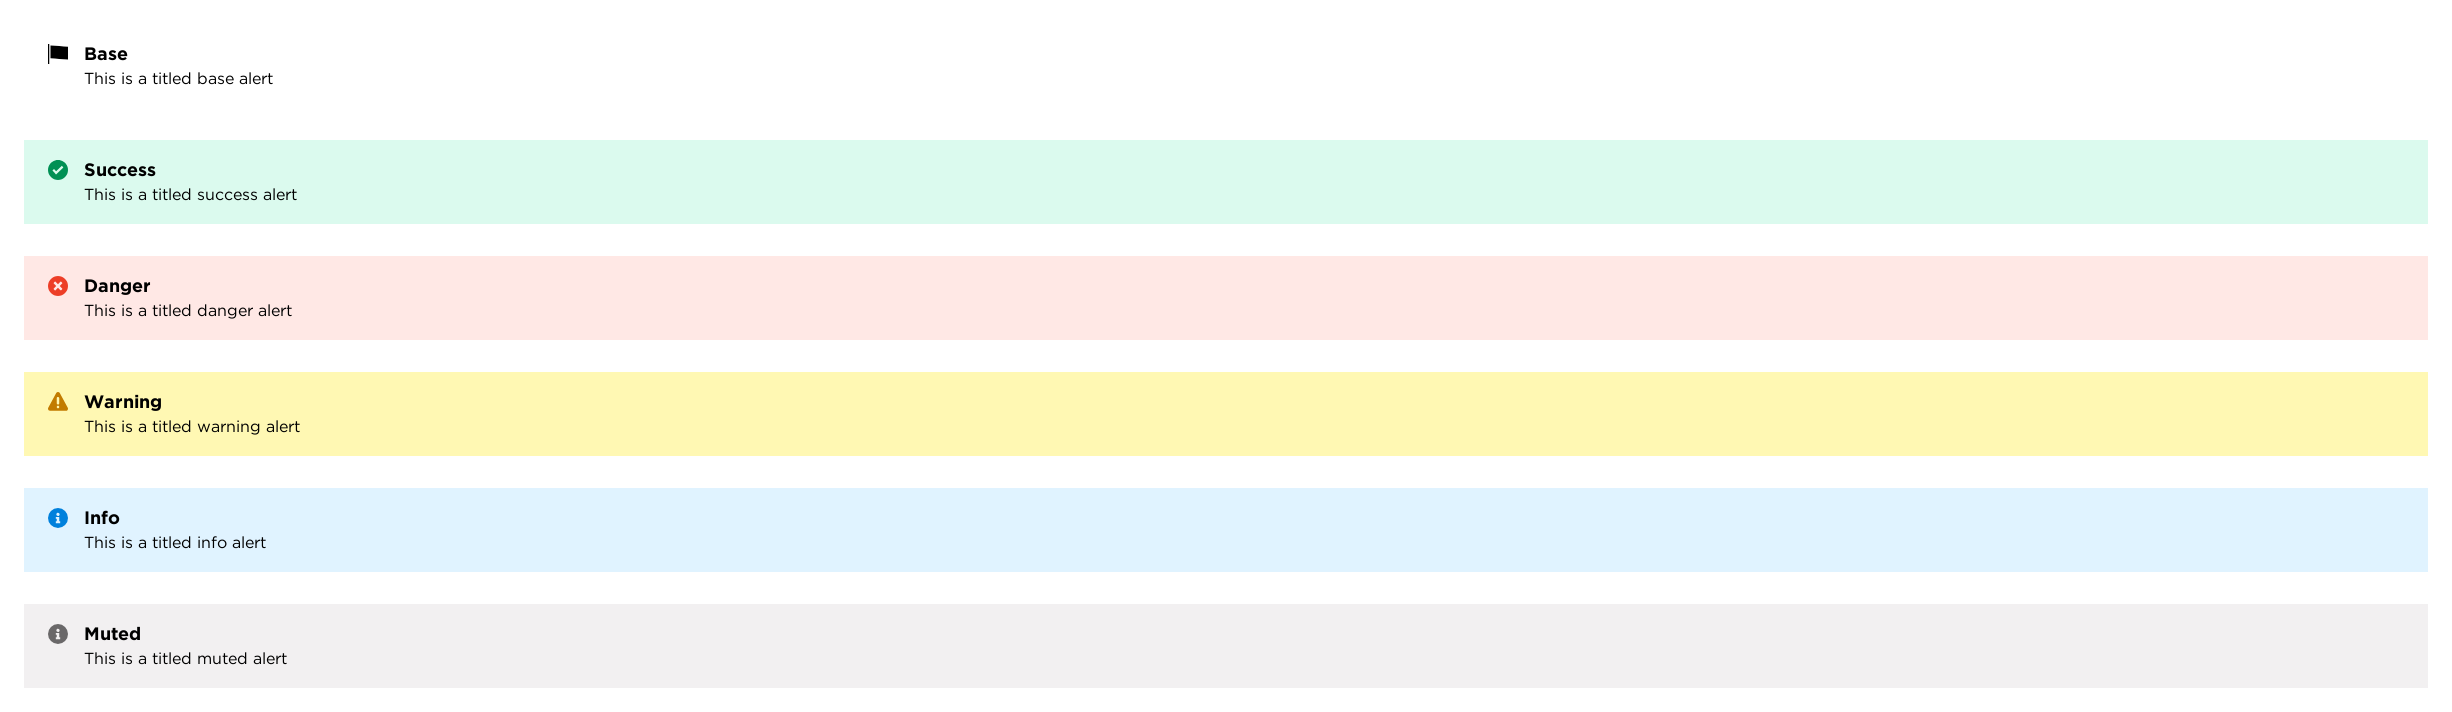 Base
This is a titled base alert
Success
This is a titled success alert
Danger
This is a titled danger alert
Warning
This is a titled warning alert
Info
This is a titled info alert
Muted
This is a titled muted alert